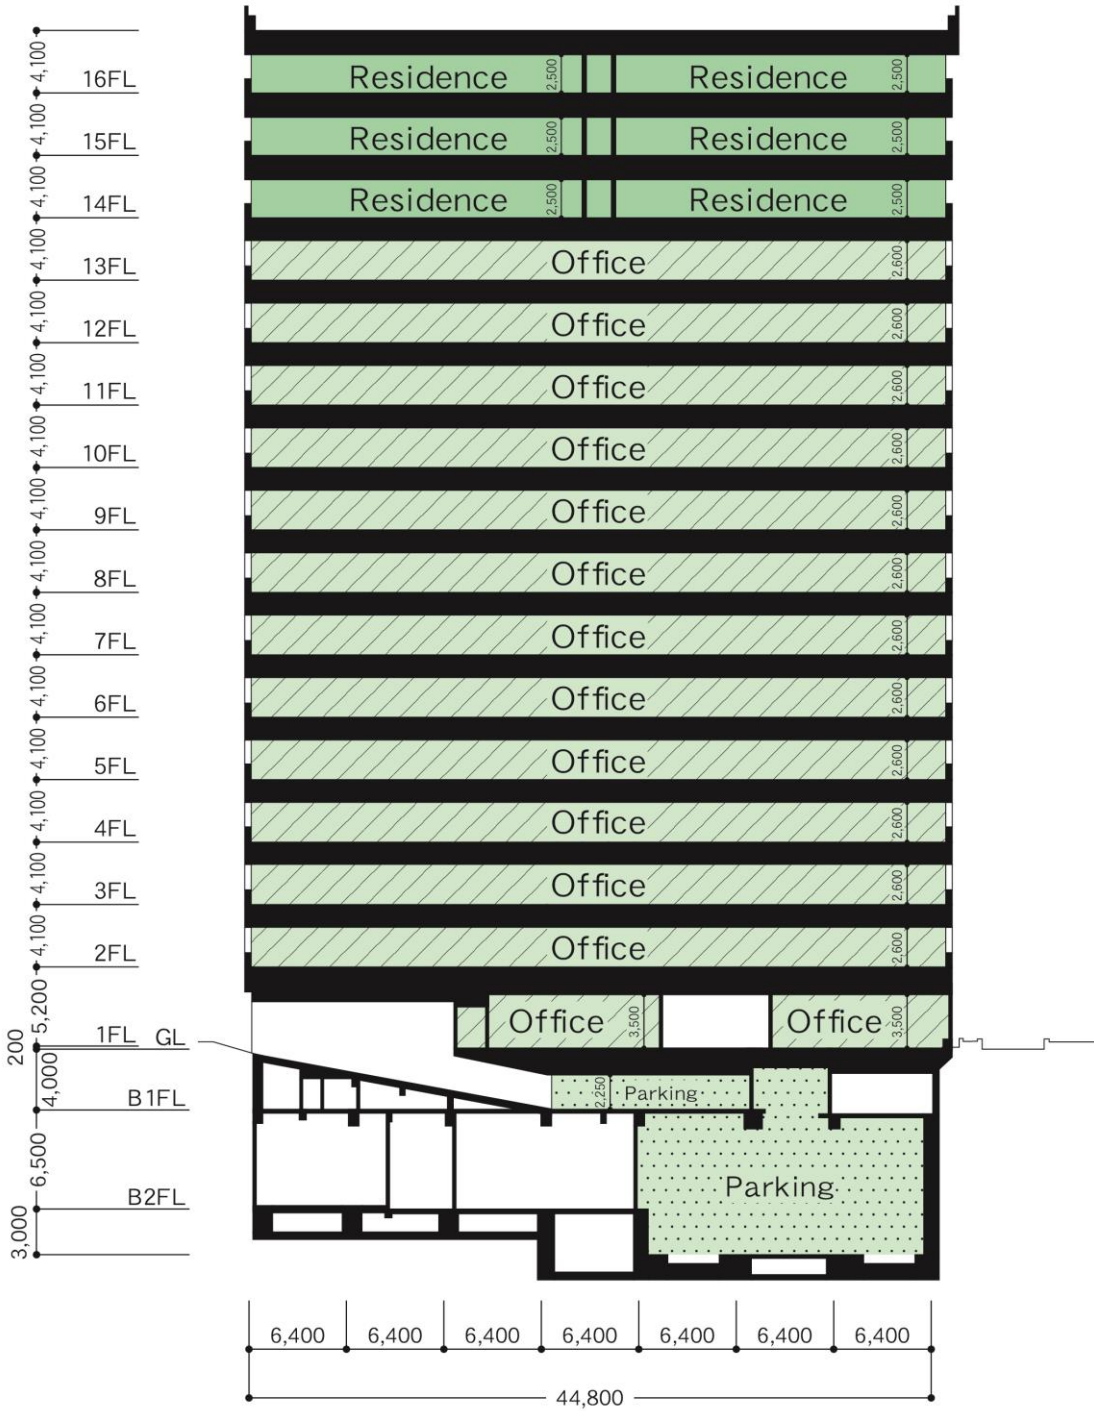 4,100 16FL Residence 2,500 Residence 2,500
4,100 15FL Residence 2,500 Residence 2,500
4,100 14FL Residence 2,500 Residence 2,500
4,100 13FL Office 2,600
4,100 12FL Office 2,600
4,100 11FL Office 2,600
4,100 10FL Office 2,600
4,100 9FL Office 2,600
4,100 8FL Office 2,600
4,100 7FL Office 2,600
4,100 6FL Office 2,600
4,100 5FL Office 2,600
4,100 4FL Office 2,600
4,100 3FL Office 2,600
4,100 2FL Office 2,600
5,200 1FL GL Office 3,500 Office 3,500
200
4,000 B1FL 2,250 Parking
6,500 B2FL Parking
3,000
6,400 6,400 6,400 6,400 6,400 6,400 6,400
44,800